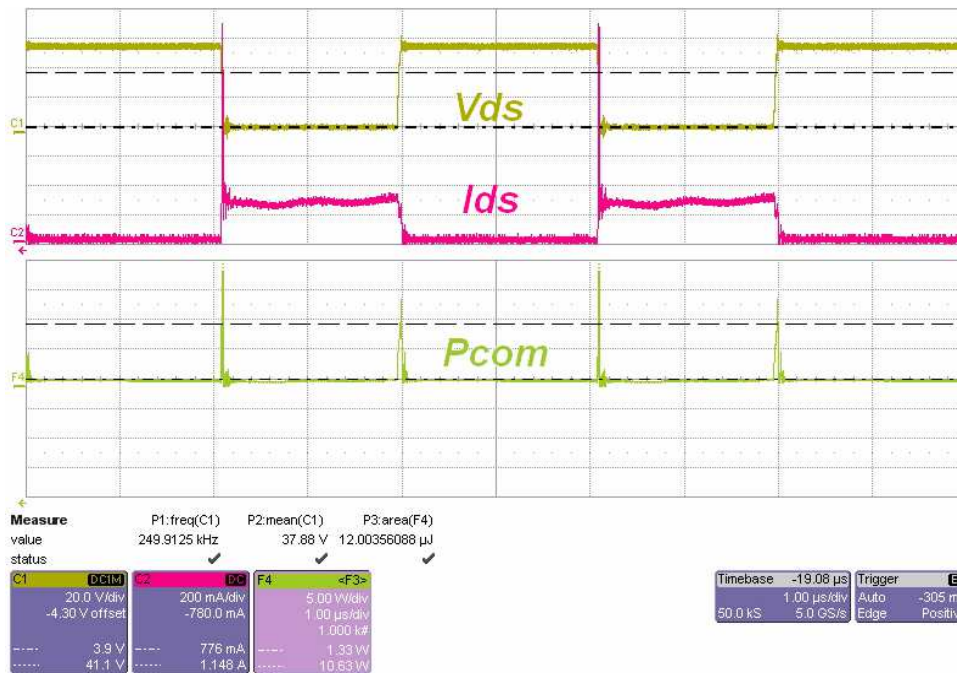 Vds
C1
Ids
C2
Pcom
F4
Measure P1:freq(C1) P2:mean(C1) P3:area(F4)
value 249.9125 kHz 37.88 V 12.00356088 µJ
status ✔ ✔ ✔
C1 DC1M C2 DC F4 <F3> Timebase -19.08 µs Trigger
20.0 V/div 200 mA/div 5.00 W/div 1.00 µs/div Auto -305 m
-4.30 V offset -780.0 mA 1.00 µs/div 50.0 kS 5.0 GS/s Edge Positiv
1.000 k#
3.9 V 776 mA 1.33 W
41.1 V 1.148 A 10.63 W